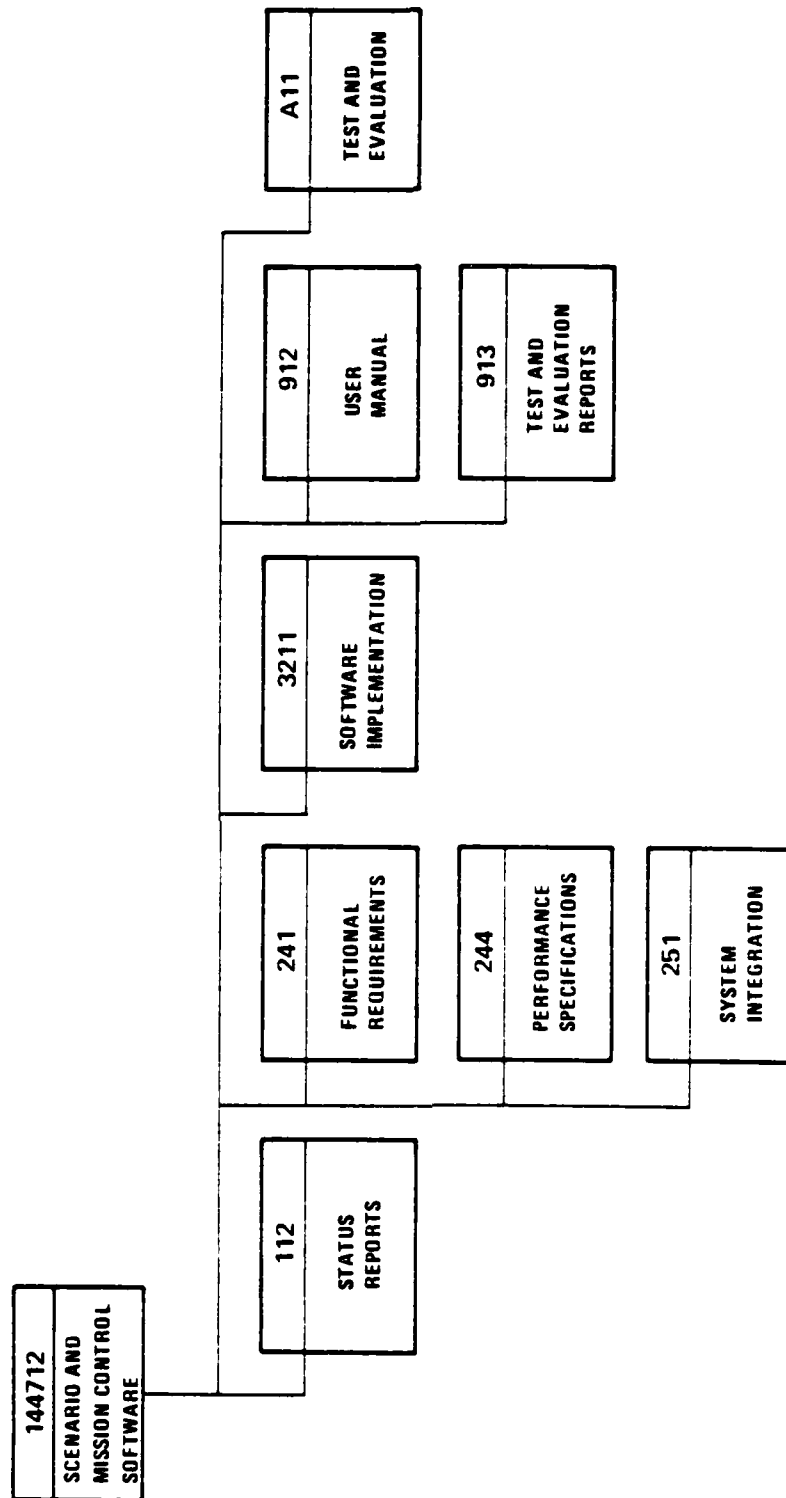 144712
SCENARIO AND
MISSION CONTROL
SOFTWARE
112
STATUS
REPORTS
241
FUNCTIONAL
REQUIREMENTS
244
PERFORMANCE
SPECIFICATIONS
251
SYSTEM
INTEGRATION
3211
SOFTWARE
IMPLEMENTATION
912
USER
MANUAL
913
TEST AND
EVALUATION
REPORTS
A11
TEST AND
EVALUATION